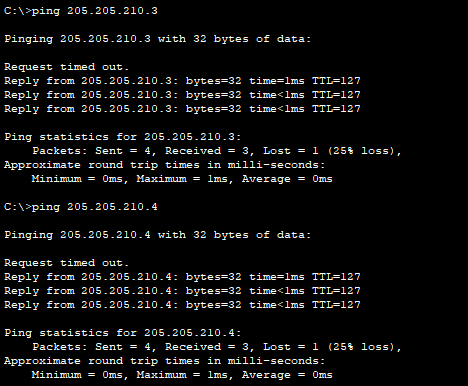 C:\>ping 205.205.210.3
Pinging 205.205.210.3 with 32 bytes of data:
Request timed out.
Reply from 205.205.210.3: bytes=32 time=1ms TTL=127
Reply from 205.205.210.3: bytes=32 time<1ms TTL=127
Reply from 205.205.210.3: bytes=32 time<1ms TTL=127
Ping statistics for 205.205.210.3:
    Packets: Sent = 4, Received = 3, Lost = 1 (25% loss),
Approximate round trip times in milli-seconds:
    Minimum = 0ms, Maximum = 1ms, Average = 0ms
C:\>ping 205.205.210.4
Pinging 205.205.210.4 with 32 bytes of data:
Request timed out.
Reply from 205.205.210.4: bytes=32 time=1ms TTL=127
Reply from 205.205.210.4: bytes=32 time<1ms TTL=127
Reply from 205.205.210.4: bytes=32 time<1ms TTL=127
Ping statistics for 205.205.210.4:
    Packets: Sent = 4, Received = 3, Lost = 1 (25% loss),
Approximate round trip times in milli-seconds:
    Minimum = 0ms, Maximum = 1ms, Average = 0ms